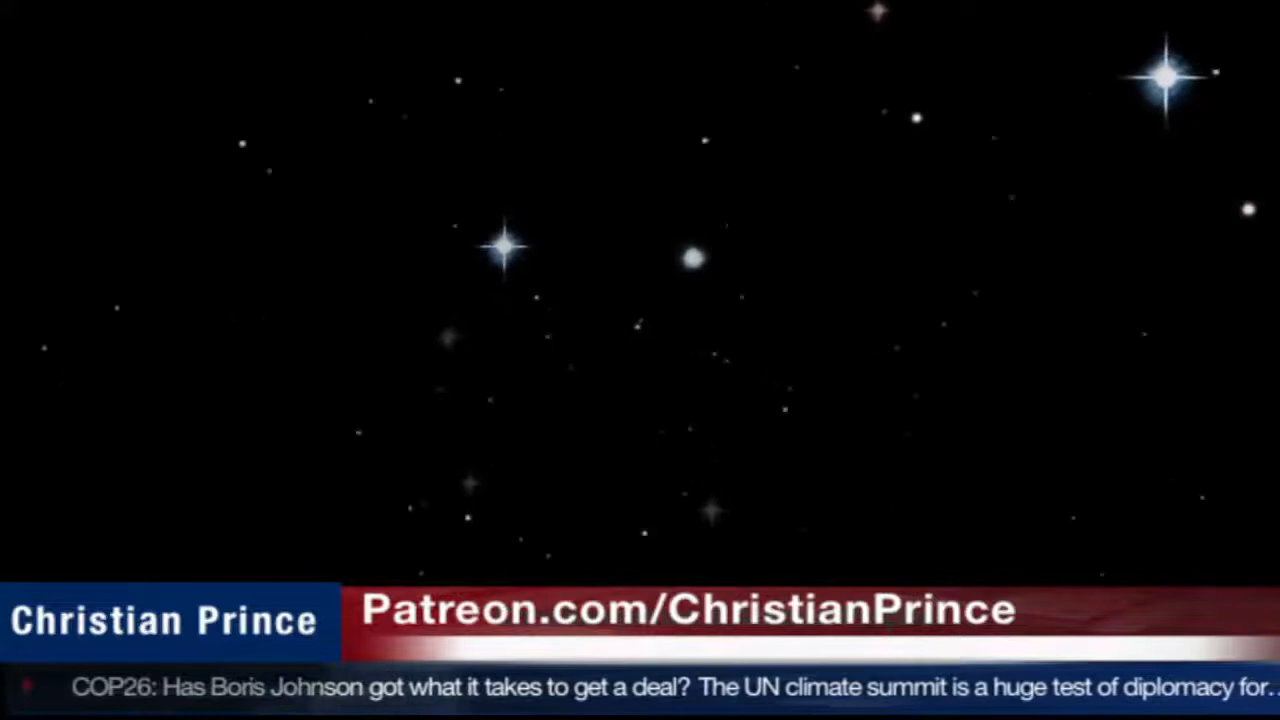 Christian Prince
Patreon.com/ChristianPrince
COP26: Has Boris Johnson got what it takes to get a deal? The UN climate summit is a huge test of diplomacy for...